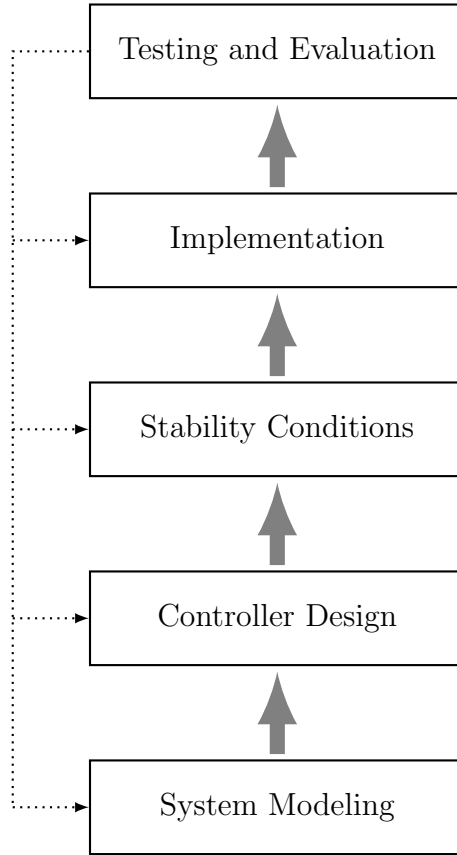 Testing and Evaluation
Implementation
Stability Conditions
Controller Design
System Modeling